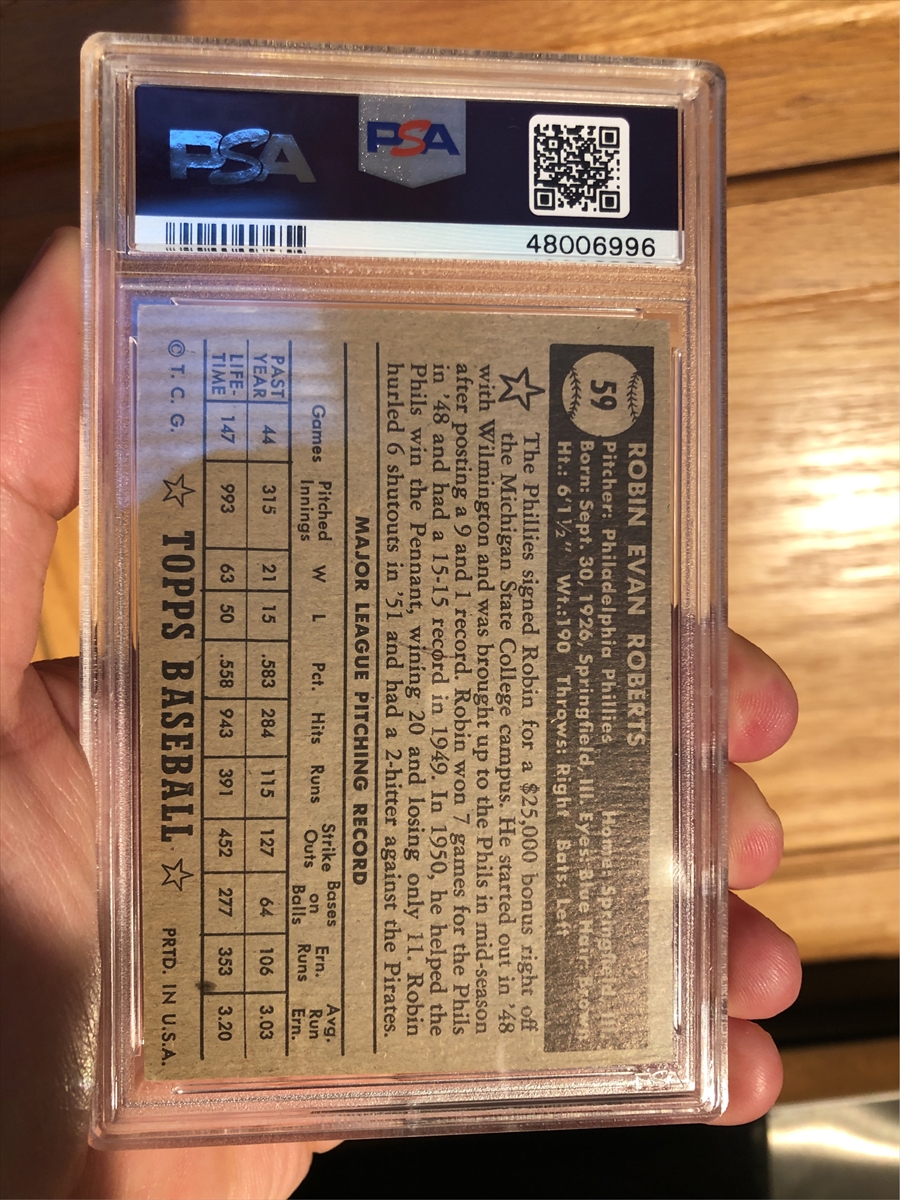 PSA
PSA
48006996
59
ROBIN EVAN ROBERTS Home: Springfield, Ill.
Pitcher: Philadelphia Phillies
Born: Sept. 30, 1926, Springfield, Ill. Eyes: Blue Hair: Brown
Ht.: 6'1 ½" Wt.: 190 Throws: Right Bats: Left
The Phillies signed Robin for a $25,000 bonus right off
the Michigan State College campus. He started out in '48
with Wilmington and was brought up to the Phils in mid-season
after posting a 9 and 1 record. Robin won 7 games for the Phils
in '48 and had a 15-15 record in 1949. In 1950, he helped the
Phils win the Pennant, wining 20 and losing only 11. Robin
hurled 6 shutouts in '51 and had a 2-hitter against the Pirates.
MAJOR LEAGUE PITCHING RECORD
Games Pitched Innings W L Pct. Hits Runs Strike Outs Bases on Balls Ern. Runs Avg. Ern. Run
PAST YEAR 44 315 21 15 .583 284 115 127 64 106 3.03
LIFE-TIME 147 993 63 50 .558 943 391 452 277 353 3.20
© T. C. G. ☆ TOPPS BASEBALL ☆ PRTD. IN U.S.A.